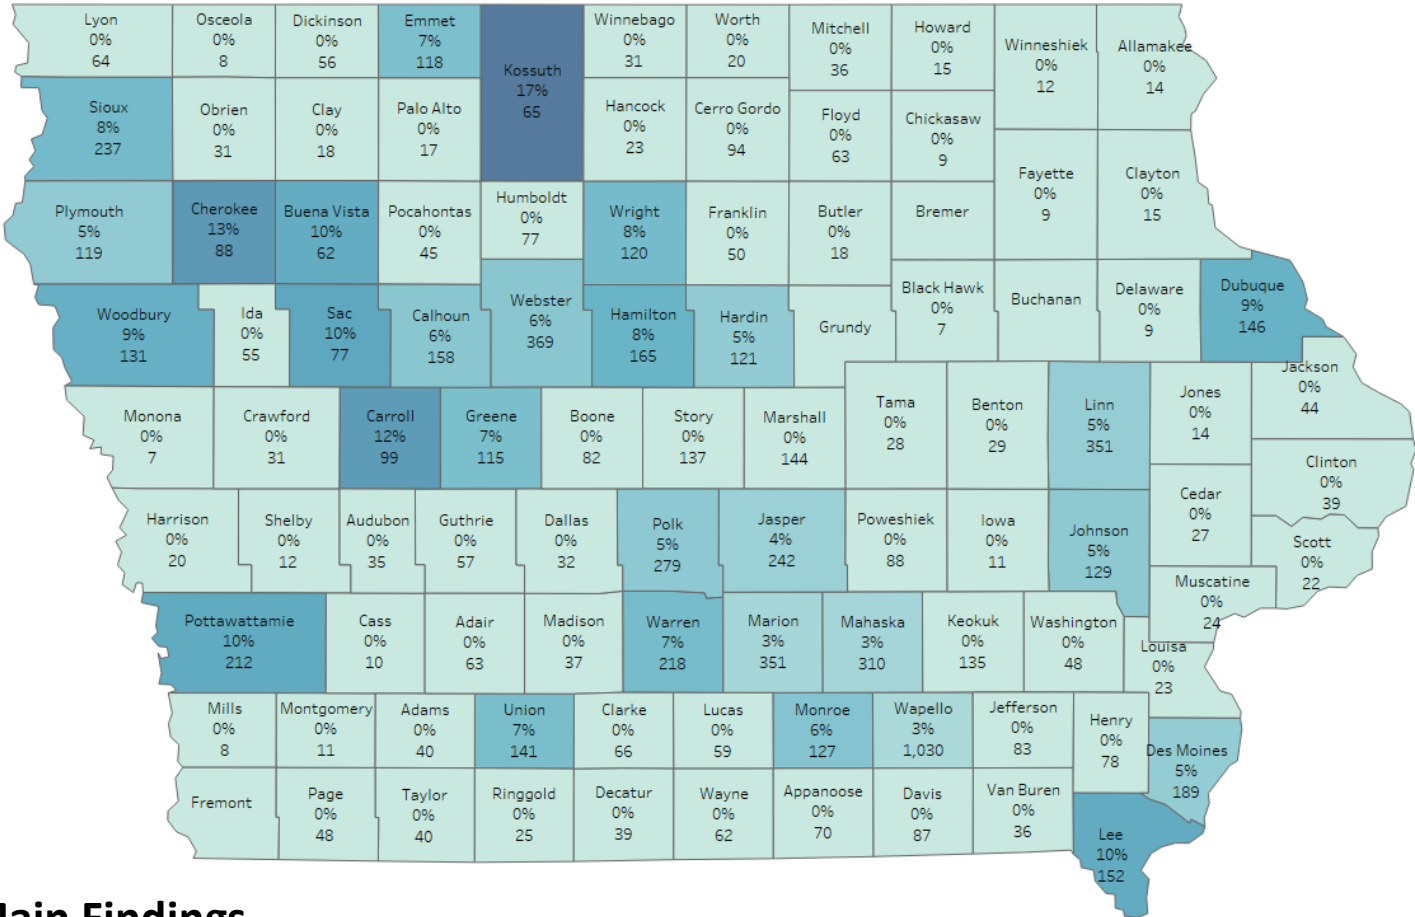 Lyon
0%
64
Osceola
0%
8
Dickinson
0%
56
Emmet
7%
118
Kossuth
17%
65
Winnebago
0%
31
Worth
0%
20
Mitchell
0%
36
Howard
0%
15
Winneshiek
0%
12
Allamakee
0%
14
Sioux
8%
237
Obrien
0%
31
Clay
0%
18
Palo Alto
0%
17
Hancock
0%
23
Cerro Gordo
0%
94
Floyd
0%
63
Chickasaw
0%
9
Fayette
0%
9
Clayton
0%
15
Plymouth
5%
119
Cherokee
13%
88
Buena Vista
10%
62
Pocahontas
0%
45
Humboldt
0%
77
Wright
8%
120
Franklin
0%
50
Butler
0%
18
Bremer
Woodbury
9%
131
Ida
0%
55
Sac
10%
77
Calhoun
6%
158
Webster
6%
369
Hamilton
8%
165
Hardin
5%
121
Grundy
Black Hawk
0%
7
Buchanan
Delaware
0%
9
Dubuque
9%
146
Monona
0%
7
Crawford
0%
31
Carroll
12%
99
Greene
7%
115
Boone
0%
82
Story
0%
137
Marshall
0%
144
Tama
0%
28
Benton
0%
29
Linn
5%
351
Jones
0%
14
Jackson
0%
44
Clinton
0%
39
Harrison
0%
20
Shelby
0%
12
Audubon
0%
35
Guthrie
0%
57
Dallas
0%
32
Polk
5%
279
Jasper
4%
242
Poweshiek
0%
88
Iowa
0%
11
Johnson
5%
129
Cedar
0%
27
Scott
0%
22
Muscatine
0%
24
Pottawattamie
10%
212
Cass
0%
10
Adair
0%
63
Madison
0%
37
Warren
7%
218
Marion
3%
351
Mahaska
3%
310
Keokuk
0%
135
Washington
0%
48
Louisa
0%
23
Mills
0%
8
Montgomery
0%
11
Adams
0%
40
Union
7%
141
Clarke
0%
66
Lucas
0%
59
Monroe
6%
127
Wapello
3%
1,030
Jefferson
0%
83
Henry
0%
78
Des Moines
5%
189
Fremont
Page
0%
48
Taylor
0%
40
Ringgold
0%
25
Decatur
0%
39
Wayne
0%
62
Appanoose
0%
70
Davis
0%
87
Van Buren
0%
36
Lee
10%
152
Findings